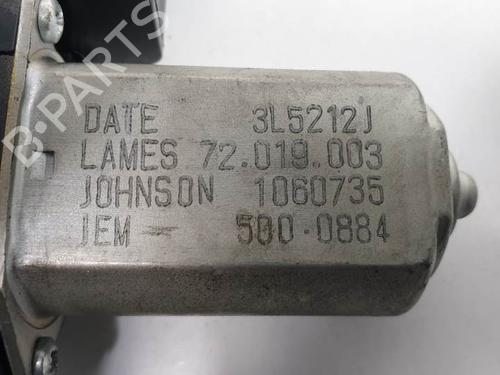 DATE 3L5212J
LAMES 72.019.003
JOHNSON 1060735
JEM 500-0884
B-PARTS